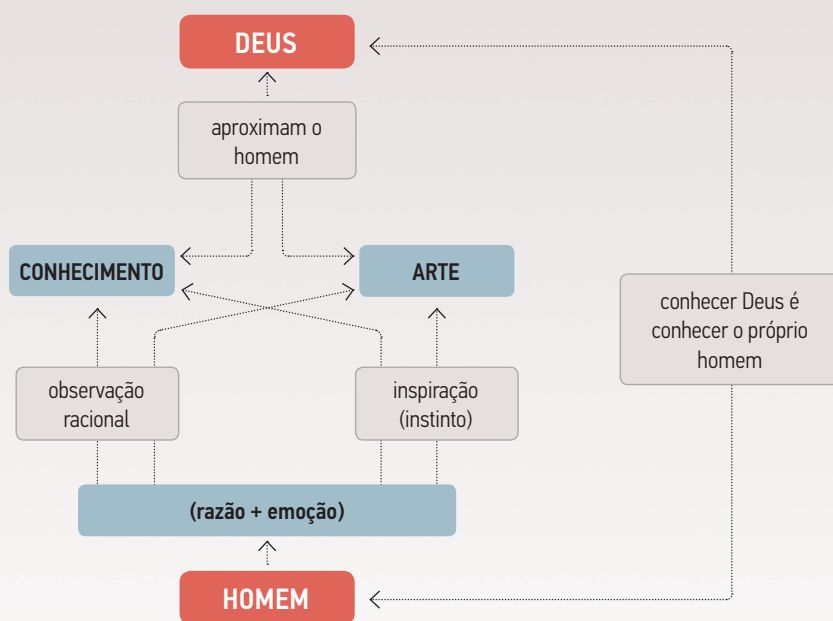 DEUS
aproximam o
homem
CONHECIMENTO
ARTE
conhecer Deus é
conhecer o próprio
homem
observação
racional
inspiração
(instinto)
(razão + emoção)
HOMEM